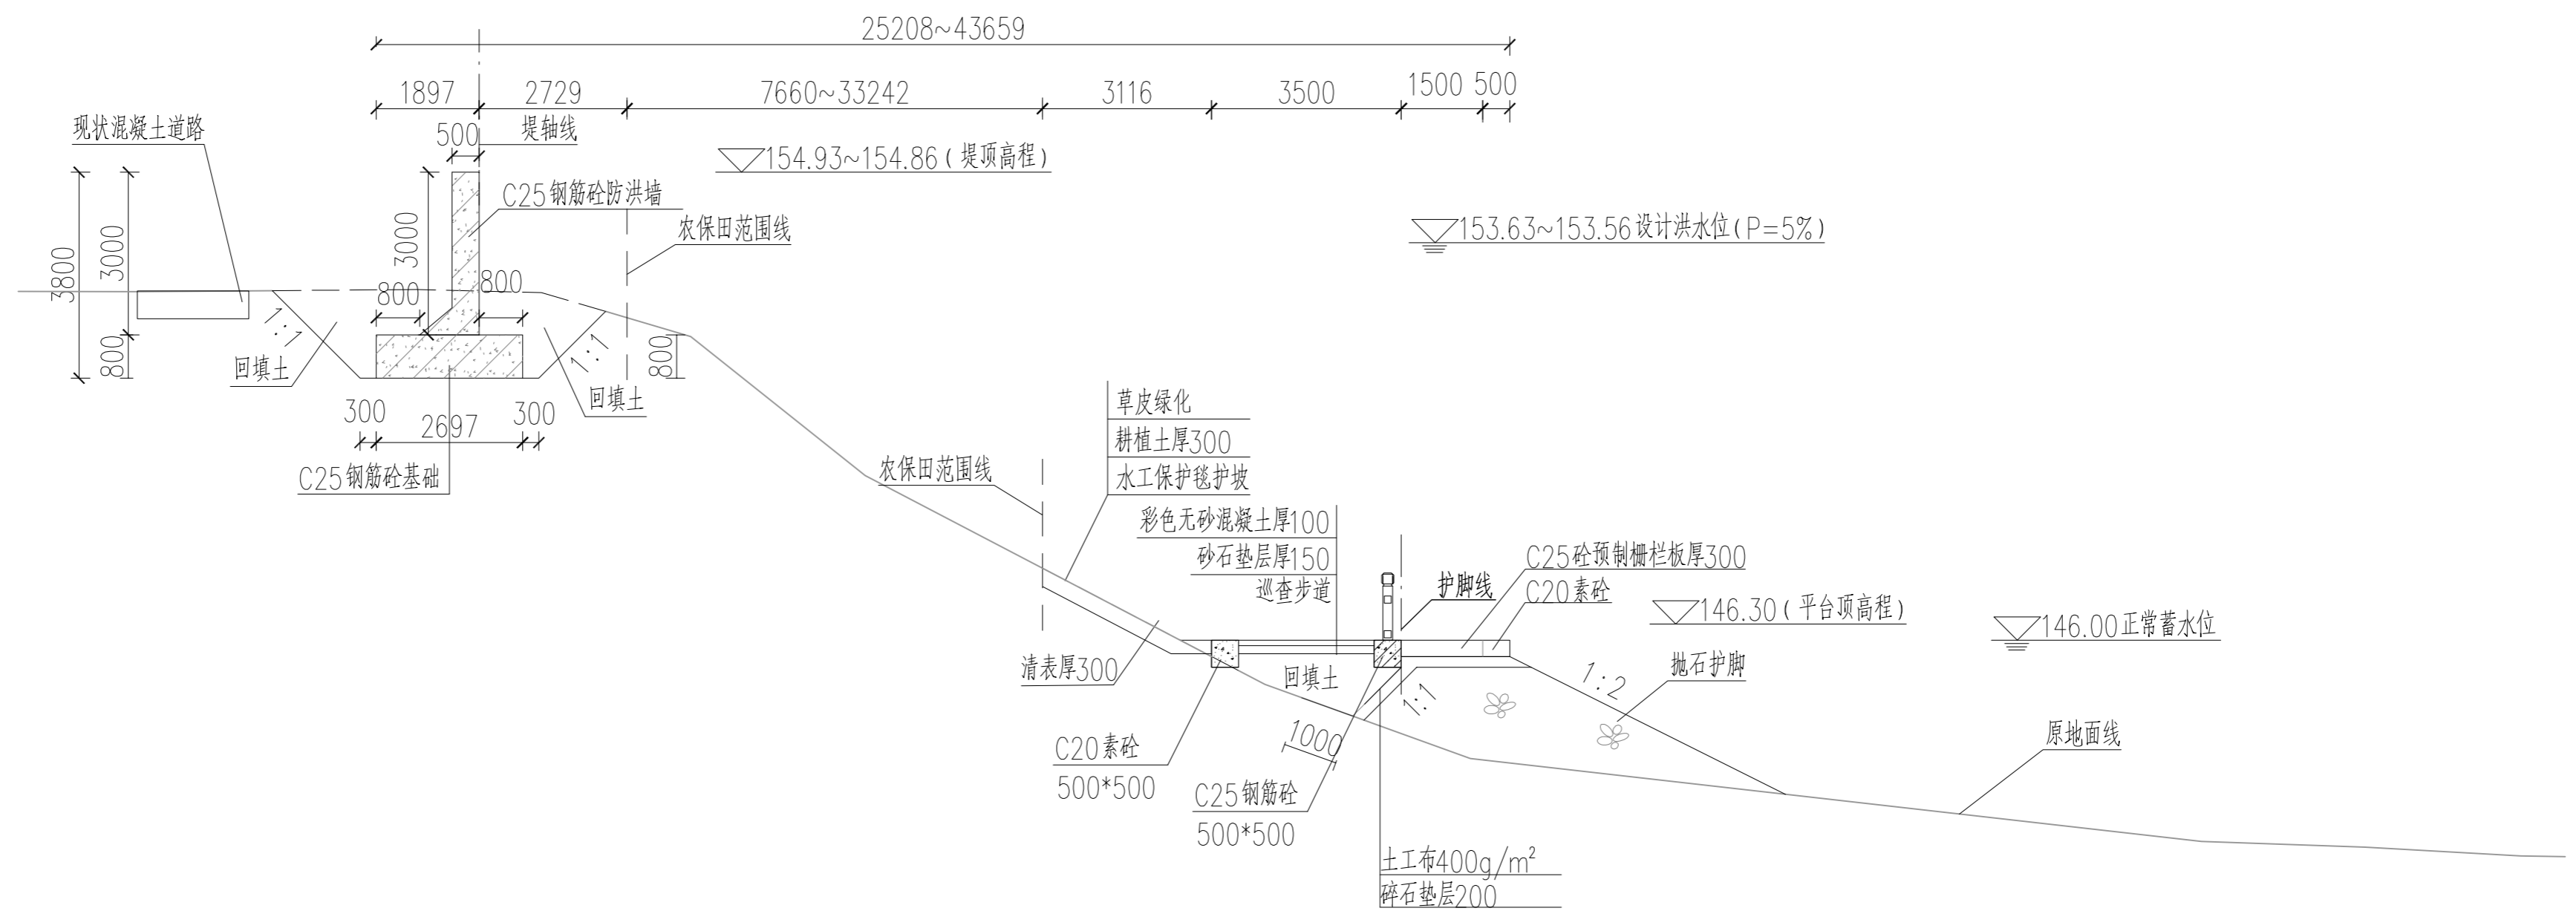 25208~43659
1897
2729
7660~33242
3116
3500
1500
500
现状混凝土道路
500
堤轴线
154.93~154.86(堤顶高程)
C25钢筋砼防洪墙
农保田范围线
153.63~153.56设计洪水位(P=5%)
3800
3000
3000
800
800
800
1:1
1:1
800
回填土
回填土
300
2697
300
C25钢筋砼基础
草皮绿化
耕植土厚300
水工保护毯护坡
农保田范围线
彩色无砂混凝土厚100
砂石垫层厚150
巡查步道
护脚线
C25砼预制栅栏板厚300
C20素砼
146.30(平台顶高程)
146.00正常蓄水位
清表厚300
回填土
1:1
1:2
抛石护脚
1000
原地面线
C20素砼
500*500
C25钢筋砼
500*500
土工布400g/m²
碎石垫层200